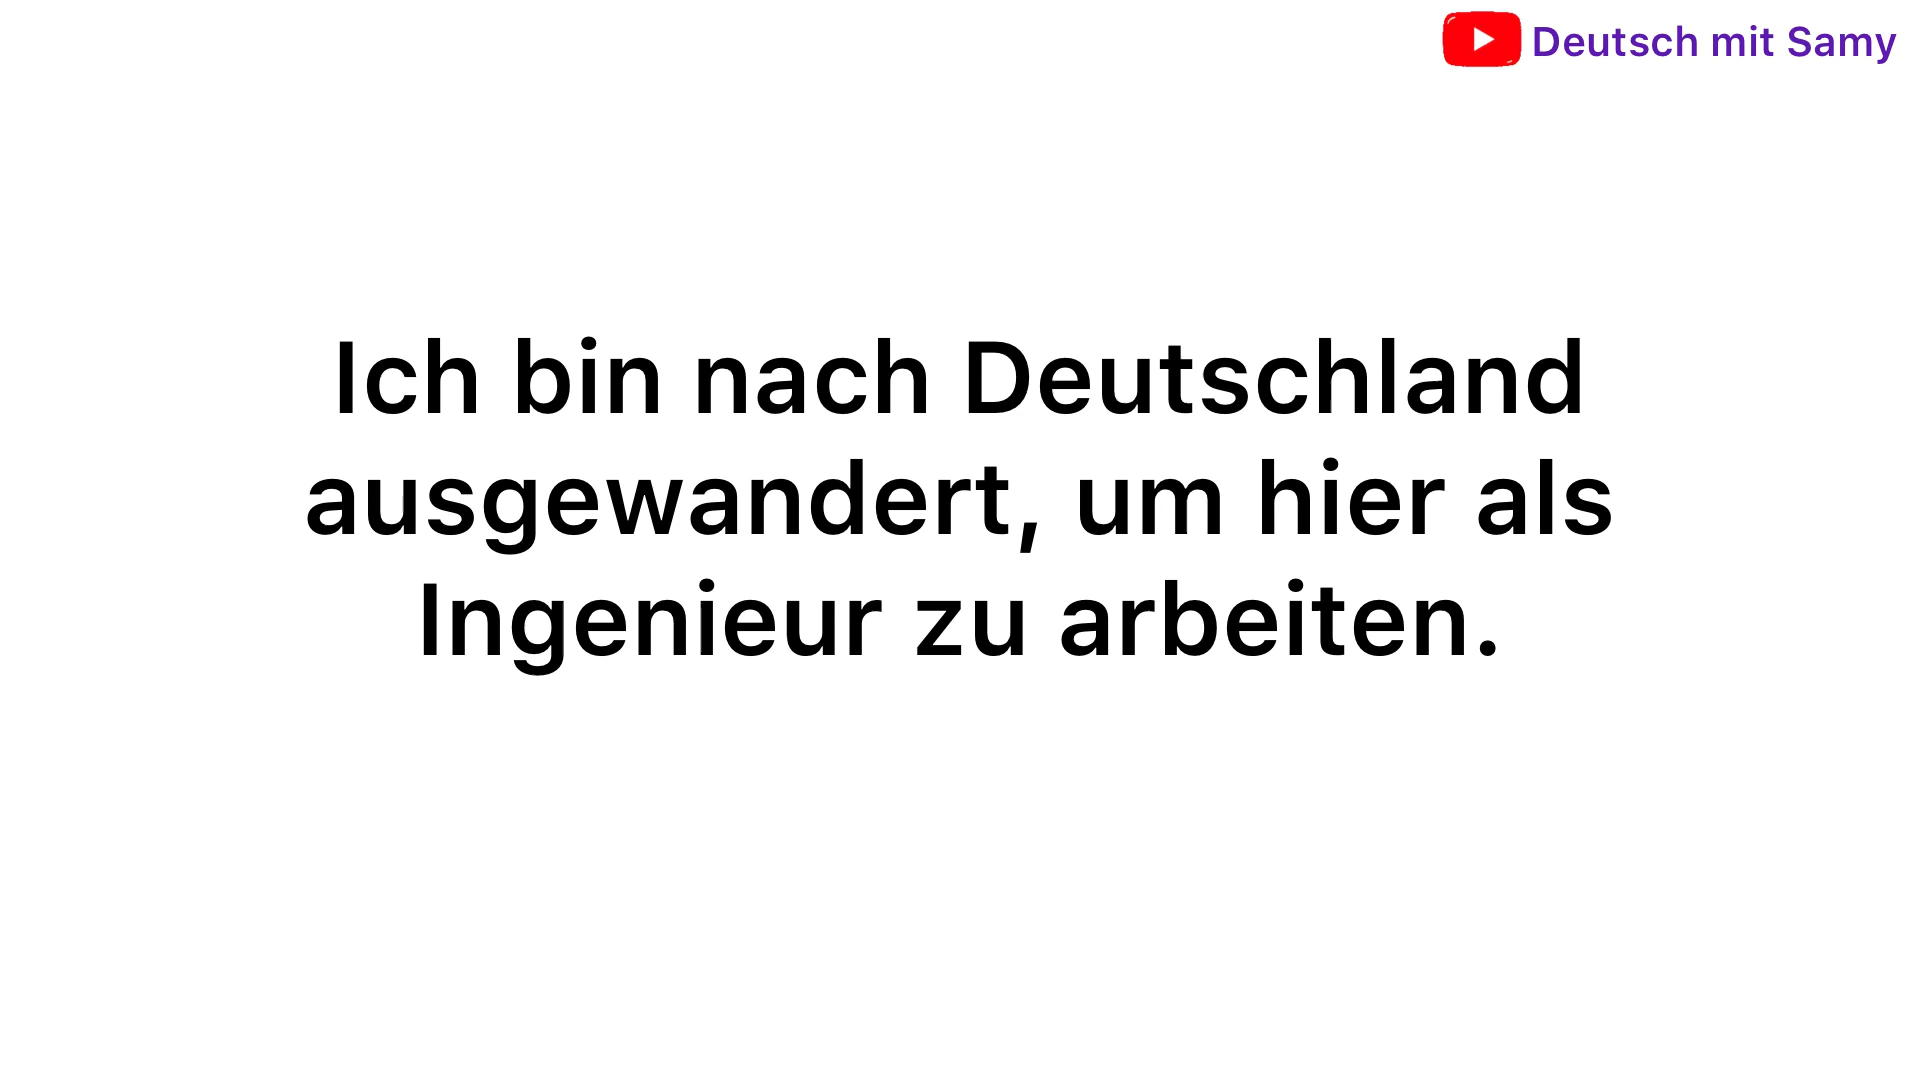 Deutsch mit Samy
Ich bin nach Deutschland
ausgewandert, um hier als
Ingenieur zu arbeiten.